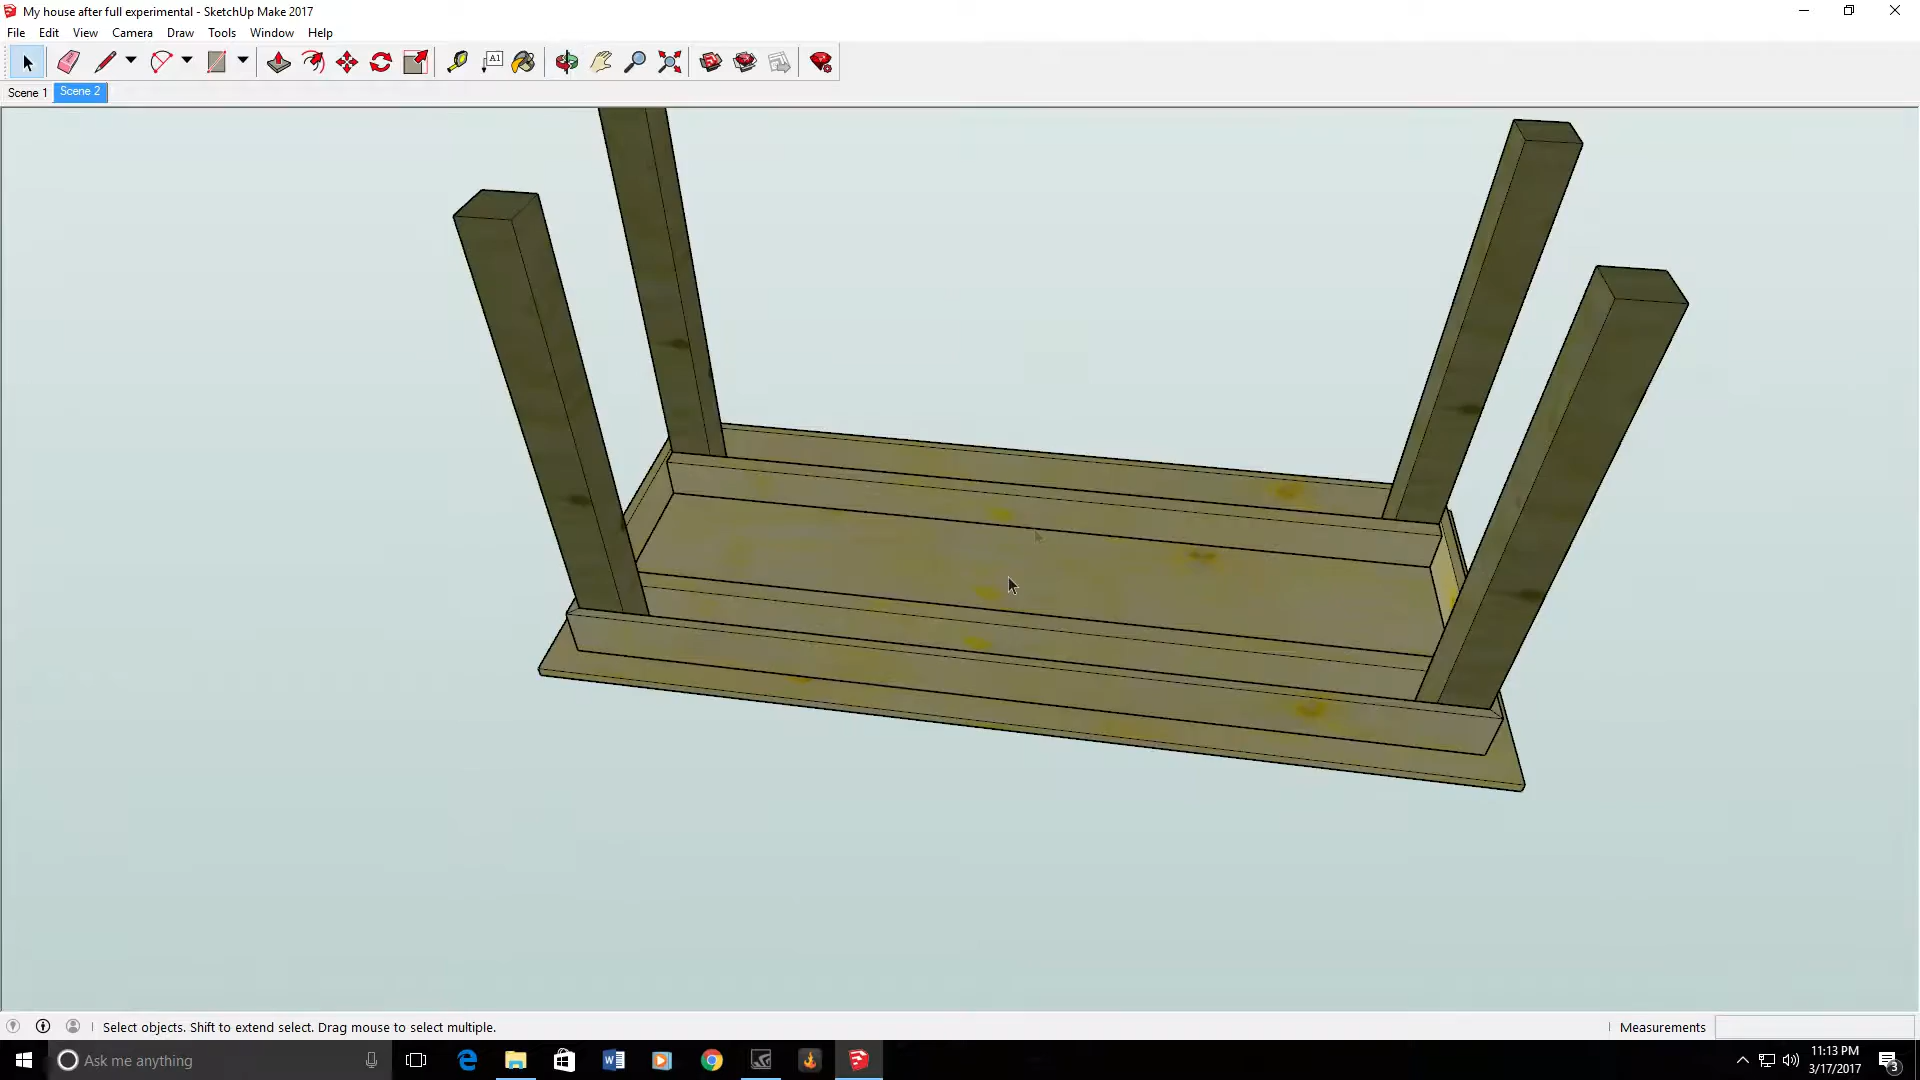 My house after full experimental - SketchUp Make 2017
File Edit View Camera Draw Tools Window Help
A1
Scene 1 Scene 2
Select objects. Shift to extend select. Drag mouse to select multiple.
Measurements
Ask me anything
11:13 PM
3/17/2017
3